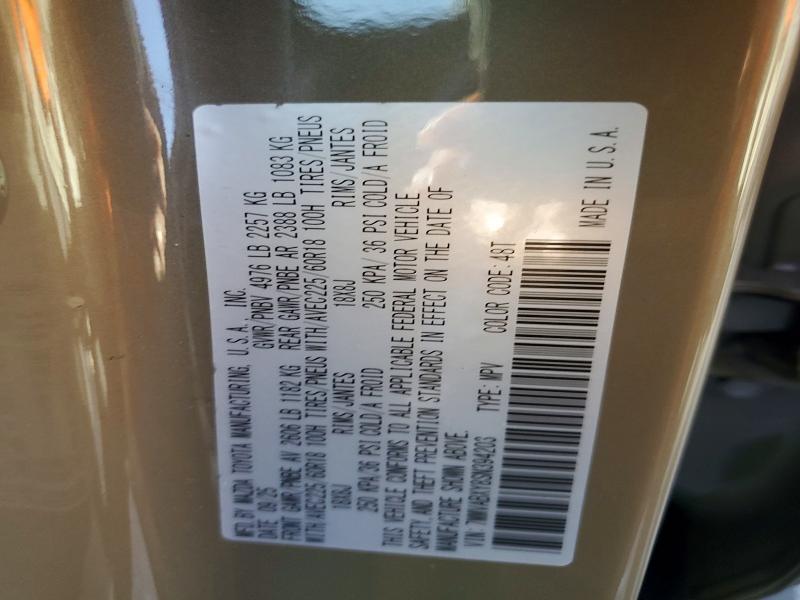 MFD. BY MAZDA TOYOTA MANUFACTURING, U.S.A., INC.
DATE 09/25 GVWR/PNBV 4976 LB 2257 KG
FRONT GAWR/PNBE AV 2606 LB 1182 KG REAR GAWR/PNBE AR 2388 LB 1083 KG
WITH/AVEC225/60R18 100H TIRES/PNEUS WITH/AVEC225/60R18 100H TIRES/PNEUS
18X8J RIMS/JANTES 18X8J RIMS/JANTES
250 KPA/36 PSI COLD/A FROID 250 KPA/ 36 PSI COLD/A FROID
THIS VEHICLE CONFORMS TO ALL APPLICABLE FEDERAL MOTOR VEHICLE
SAFETY, AND THEFT PREVENTION STANDARDS IN EFFECT ON THE DATE OF
MANUFACTURE SHOWN ABOVE.
VIN: 7MMVABXY8SN394203 TYPE: MPV COLOR CODE: 48T
MADE IN U.S.A.